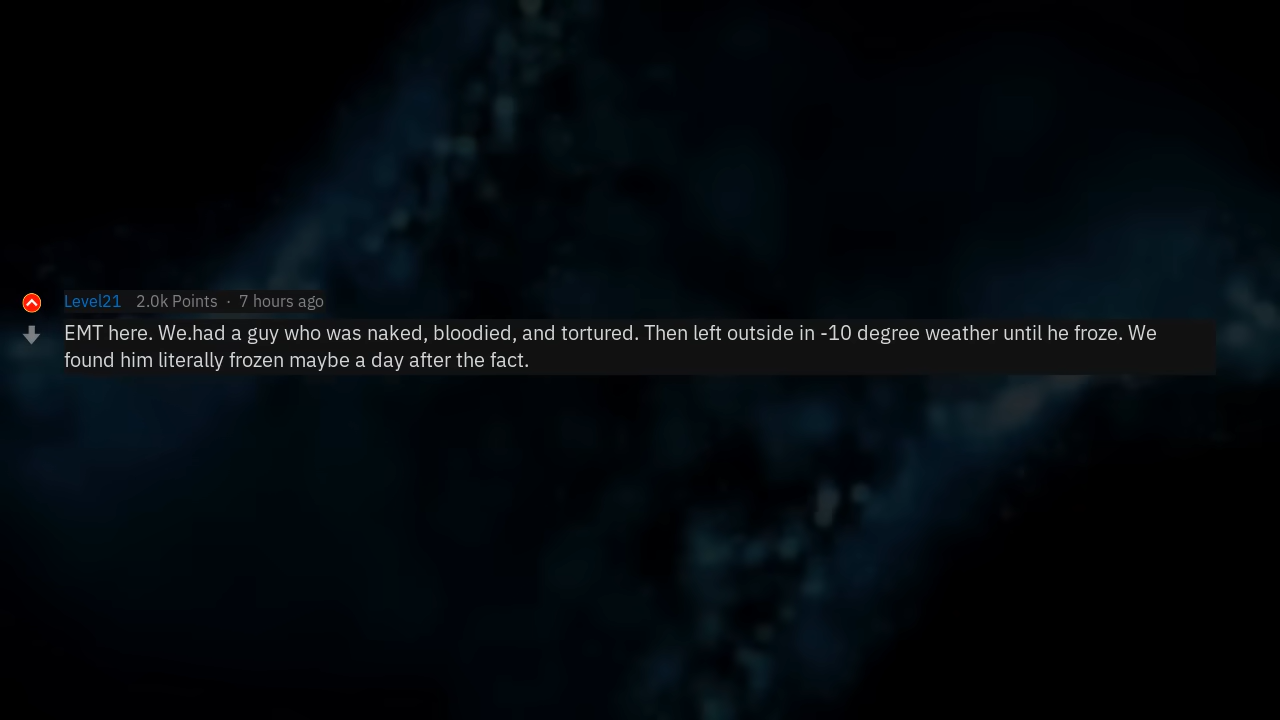 Level21 2.0k Points · 7 hours ago
EMT here. We.had a guy who was naked, bloodied, and tortured. Then left outside in -10 degree weather until he froze. We
found him literally frozen maybe a day after the fact.